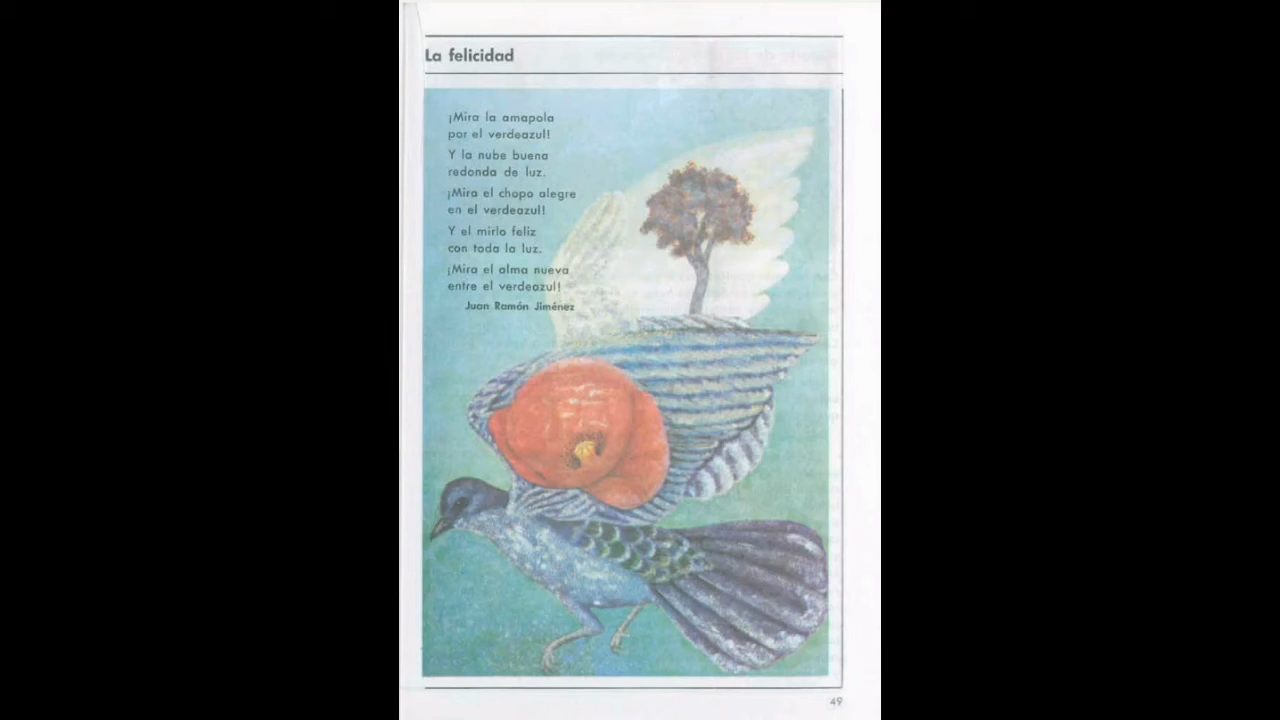 La felicidad
¡Mira la amapola
por el verdeazul!
Y la nube buena
redonda de luz.
¡Mira el chopo alegre
en el verdeazul!
Y el mirlo feliz
con toda la luz.
¡Mira el alma nueva
entre el verdeazul!
Juan Ramón Jiménez
49